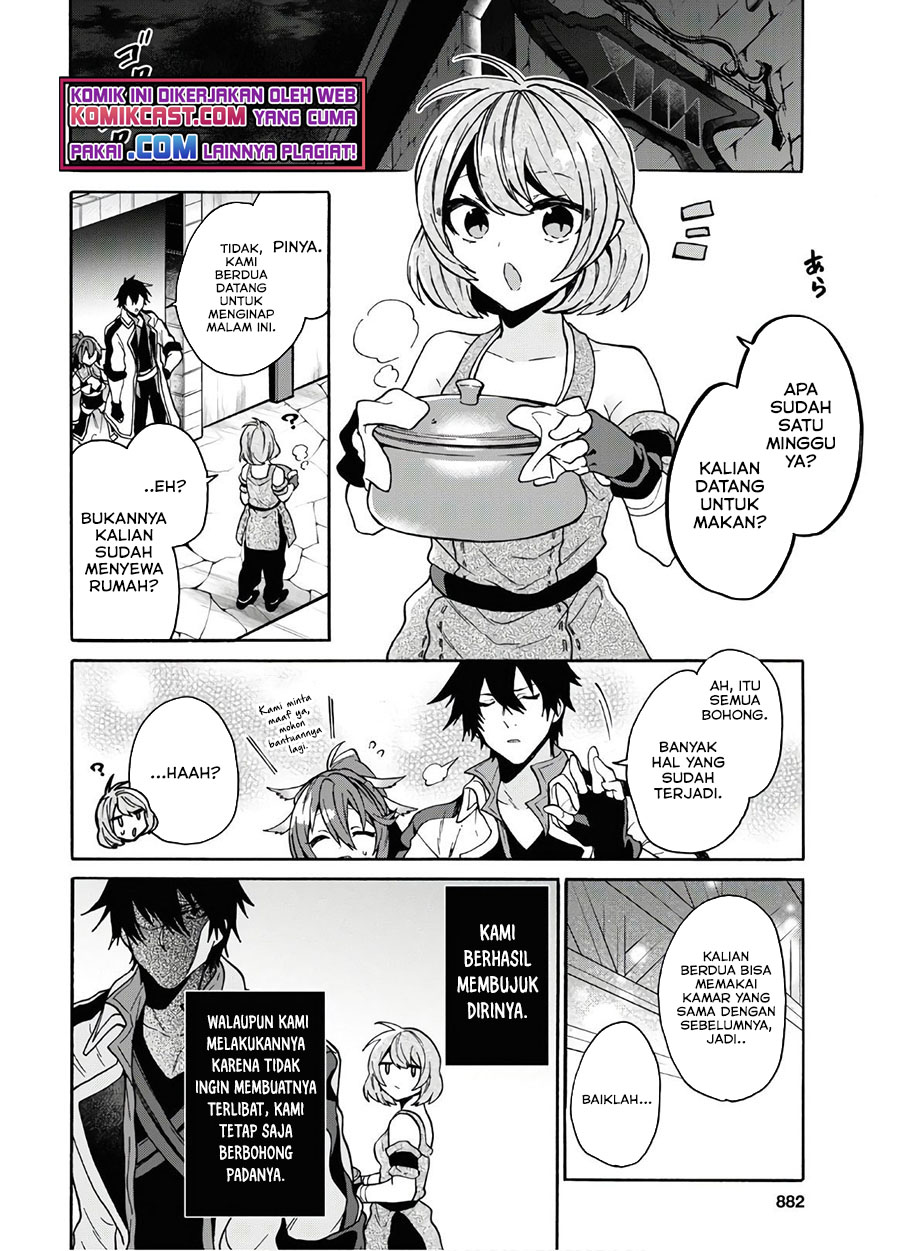 ゴロ
KOMIK INI DIKERJAKAN OLEH WEB
KOMIKCAST.COM YANG CUMA
PAKAI .COM LAINNYA PLAGIAT!
あら
APA
SUDAH
SATU
MINGGU
YA?
KALIAN
DATANG
UNTUK
MAKAN?
PINYA.
TIDAK,
KAMI
BERDUA
DATANG
UNTUK
MENGINAP
MALAM INI.
?
..EH?
BUKANNYA
KALIAN
SUDAH
MENYEWA
RUMAH?
AH, ITU
SEMUA
BOHONG.
BANYAK
HAL YANG
SUDAH
TERJADI.
Kami minta
maaf ya,
mohon
bantuannya
lagi.
...HAAH?
?
KALIAN
BERDUA BISA
MEMAKAI
KAMAR YANG
SAMA DENGAN
SEBELUMNYA,
JADI..
BAIKLAH...
KAMI
BERHASIL
MEMBUJUK
DIRINYA.
WALAUPUN KAMI
MELAKUKANNYA
KARENA TIDAK
INGIN MEMBUATNYA
TERLIBAT, KAMI
TETAP SAJA
BERBOHONG
PADANYA.
882